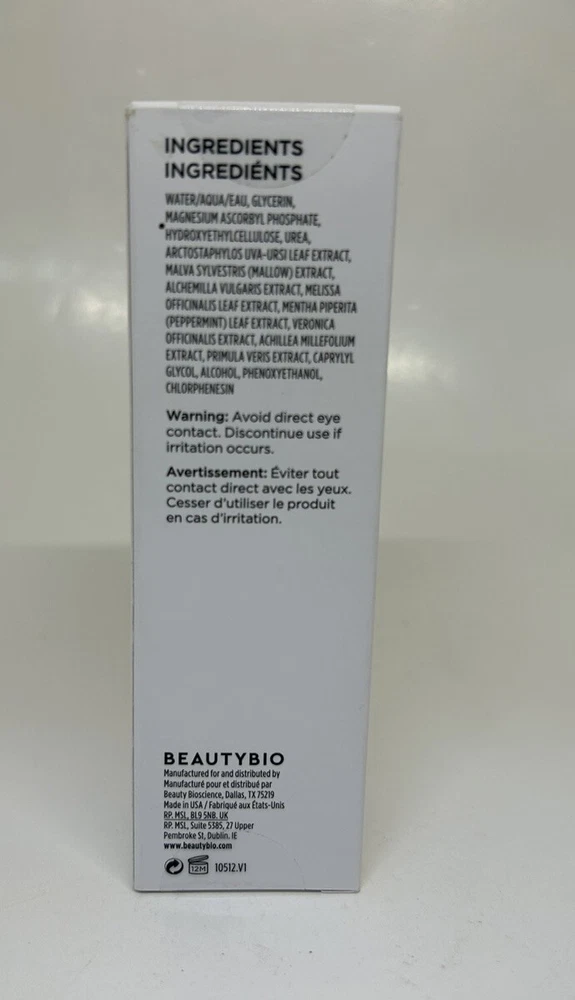 INGREDIENTS
INGREDIÉNTS
WATER/AQUA/EAU, GLYCERIN,
MAGNESIUM ASCORBYL PHOSPHATE,
HYDROXYETHYLCELLULOSE, UREA,
ARCTOSTAPHYLOS UVA-URSI LEAF EXTRACT,
MALVA SYLVESTRIS (MALLOW) EXTRACT,
ALCHEMILLA VULGARIS EXTRACT, MELISSA
OFFICINALIS LEAF EXTRACT, MENTHA PIPERITA
(PEPPERMINT) LEAF EXTRACT, VERONICA
OFFICINALIS EXTRACT, ACHILLEA MILLEFOLIUM
EXTRACT, PRIMULA VERIS EXTRACT, CAPRYLYL
GLYCOL, ALCOHOL, PHENOXYETHANOL,
CHLORPHENESIN
Warning: Avoid direct eye
contact. Discontinue use if
irritation occurs.
Avertissement: Éviter tout
contact direct avec les yeux.
Cesser d'utiliser le produit
en cas d'irritation.
BEAUTYBIO
Manufactured for and distributed by
Manufacturé pour et distribué par
Beauty Bioscience, Dallas, TX 75219
Made in USA / Fabriqué aux États-Unis
RP. MSL, BL9 5NB. UK
RP. MSL, Suite 5385, 27 Upper
Pembroke St, Dublin. IE
www.beautybio.com
12M 10512.V1